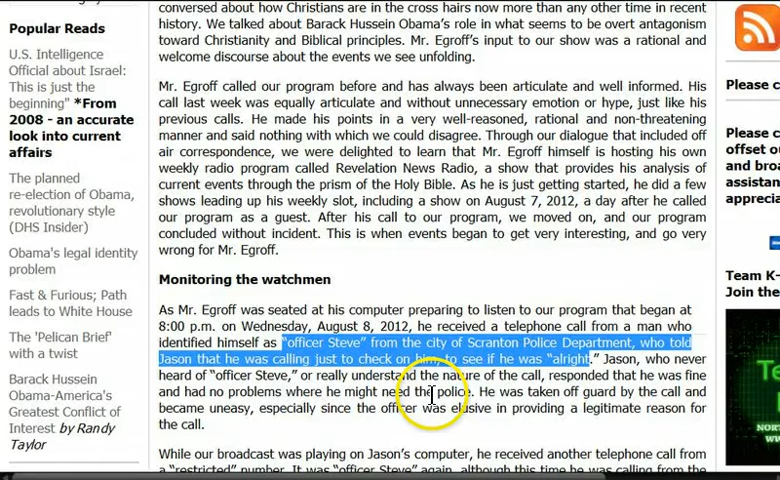 Popular Reads
U.S. Intelligence
Official about Israel:
This is just the
beginning" *From
2008 - an accurate
look into current
affairs
The planned
re-election of Obama,
revolutionary style
(DHS Insider)
Obama's legal identity
problem
Fast & Furious; Path
leads to White House
The 'Pelican Brief'
with a twist
Barack Hussein
Obama-America's
Greatest Conflict of
Interest by Randy
Taylor
conversed about how Christians are in the cross hairs now more than any other time in recent
history. We talked about Barack Hussein Obama's role in what seems to be overt antagonism
toward Christianity and Biblical principles. Mr. Egroff's input to our show was a rational and
welcome discourse about the events we see unfolding.
Mr. Egroff called our program before and has always been articulate and well informed. His
call last week was equally articulate and without unnecessary emotion or hype, just like his
previous calls. He made his points in a very well-reasoned, rational and non-threatening
manner and said nothing with which we could disagree. Through our dialogue that included off
air correspondence, we were delighted to learn that Mr. Egroff himself is hosting his own
weekly radio program called Revelation News Radio, a show that provides his analysis of
current events through the prism of the Holy Bible. As he is just getting started, he did a few
shows leading up his weekly slot, including a show on August 7, 2012, a day after he called
our program as a guest. After his call to our program, we moved on, and our program
concluded without incident. This is when events began to get very interesting, and go very
wrong for Mr. Egroff.
Monitoring the watchmen
As Mr. Egroff was seated at his computer preparing to listen to our program that began at
8:00 p.m. on Wednesday, August 8, 2012, he received a telephone call from a man who
identified himself as "officer Steve" from the city of Scranton Police Department, who told
Jason that he was calling just to check on him, to see if he was "alright." Jason, who never
heard of "officer Steve," or really understand the nature of the call, responded that he was fine
and had no problems where he might need the police. He was taken off guard by the call and
became uneasy, especially since the officer was elusive in providing a legitimate reason for
the call.
While our broadcast was playing on Jason's computer, he received another telephone call from
a "restricted" number. It was "officer Steve" again, although this time he was calling from the
Please c
Please c
offset o
and bro
assistan
apprecia
Team K-
Join the
Te
NORT
WW